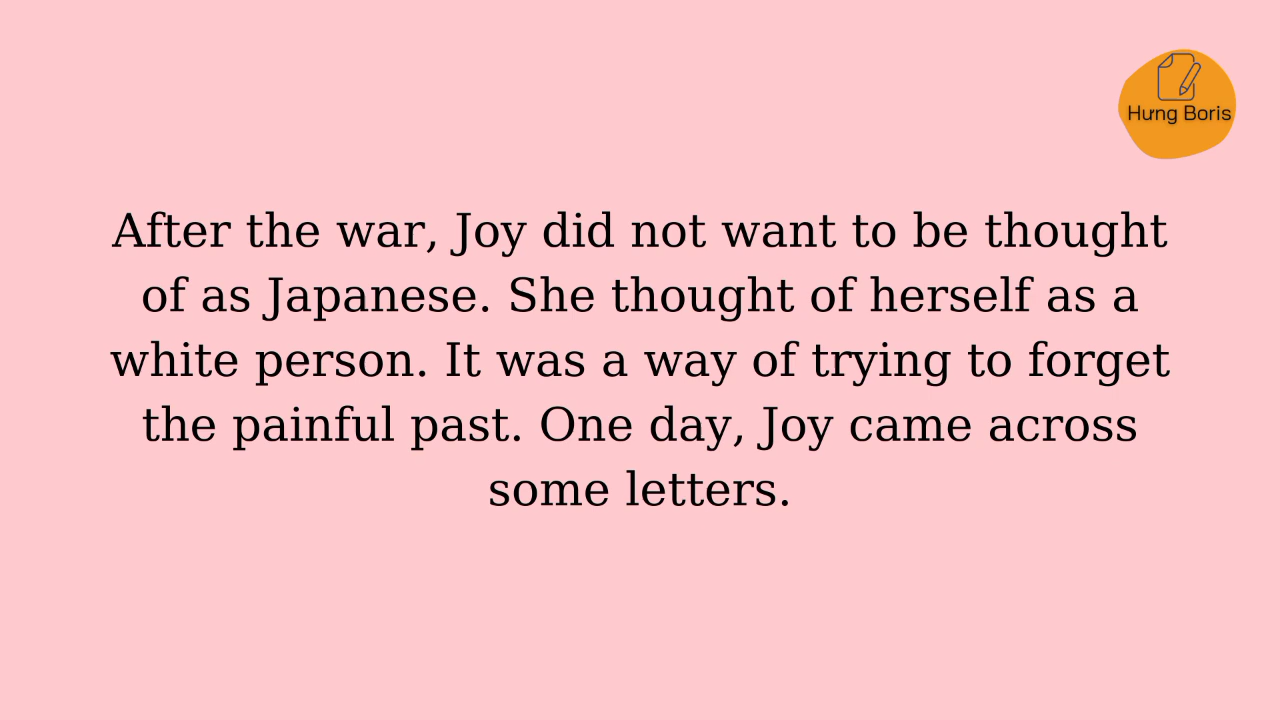 Hưng Boris
After the war, Joy did not want to be thought
of as Japanese. She thought of herself as a
white person. It was a way of trying to forget
the painful past. One day, Joy came across
some letters.